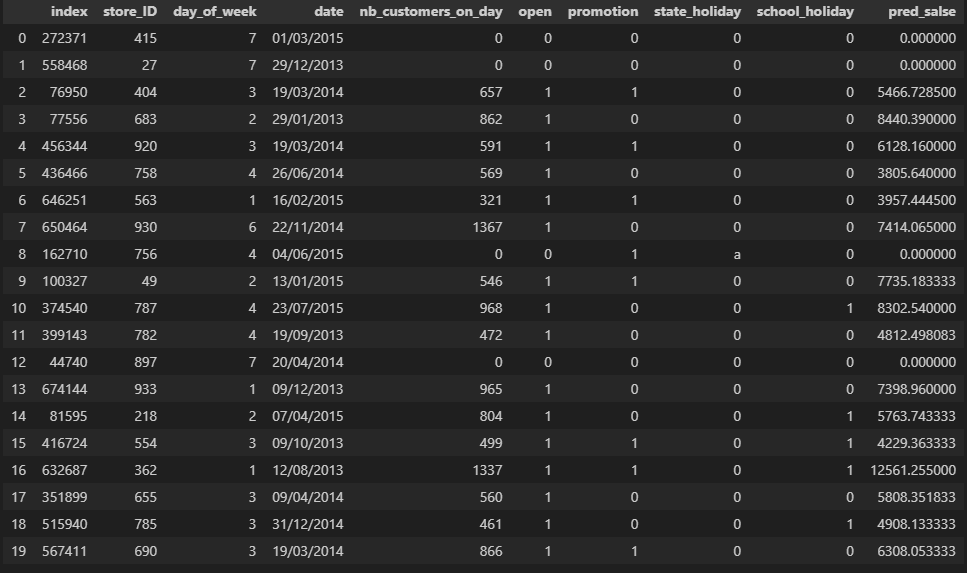 index store_ID day_of_week date nb_customers_on_day open promotion state_holiday school_holiday pred_salse
0 272371 415 7 01/03/2015 0 0 0 0 0 0.000000
1 558468 27 7 29/12/2013 0 0 0 0 0 0.000000
2 76950 404 3 19/03/2014 657 1 1 0 0 5466.728500
3 77556 683 2 29/01/2013 862 1 0 0 0 8440.390000
4 456344 920 3 19/03/2014 591 1 1 0 0 6128.160000
5 436466 758 4 26/06/2014 569 1 0 0 0 3805.640000
6 646251 563 1 16/02/2015 321 1 1 0 0 3957.444500
7 650464 930 6 22/11/2014 1367 1 0 0 0 7414.065000
8 162710 756 4 04/06/2015 0 0 1 a 0 0.000000
9 100327 49 2 13/01/2015 546 1 1 0 0 7735.183333
10 374540 787 4 23/07/2015 968 1 0 0 1 8302.540000
11 399143 782 4 19/09/2013 472 1 0 0 0 4812.498083
12 44740 897 7 20/04/2014 0 0 0 0 0 0.000000
13 674144 933 1 09/12/2013 965 1 0 0 0 7398.960000
14 81595 218 2 07/04/2015 804 1 0 0 1 5763.743333
15 416724 554 3 09/10/2013 499 1 1 0 1 4229.363333
16 632687 362 1 12/08/2013 1337 1 1 0 1 12561.255000
17 351899 655 3 09/04/2014 560 1 0 0 0 5808.351833
18 515940 785 3 31/12/2014 461 1 0 0 1 4908.133333
19 567411 690 3 19/03/2014 866 1 1 0 0 6308.053333